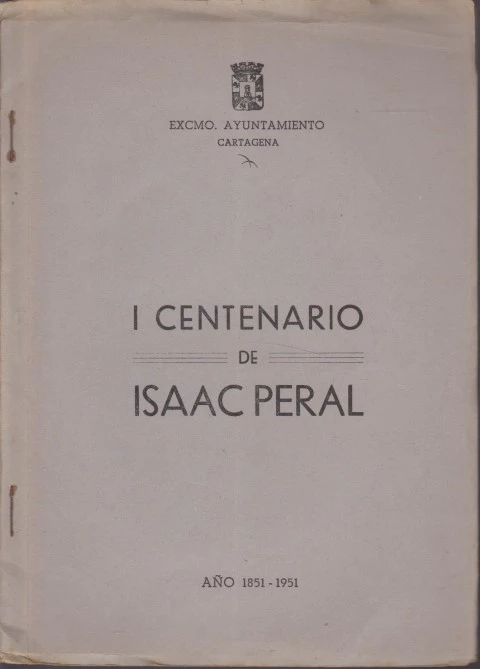 EXCMO. AYUNTAMIENTO
CARTAGENA
I CENTENARIO
DE
ISAAC PERAL
AÑO 1851-1951